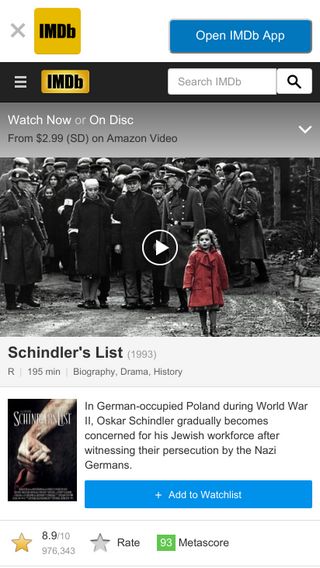 IMDb
Open IMDb App
IMDb
Search IMDb
Watch Now or On Disc
From $2.99 (SD) on Amazon Video
Schindler's List (1993)
R | 195 min | Biography, Drama, History
SCHINDLER'S LIST
In German-occupied Poland during World War
II, Oskar Schindler gradually becomes
concerned for his Jewish workforce after
witnessing their persecution by the Nazi
Germans.
+ Add to Watchlist
8.9/10
976,343
Rate
93 Metascore